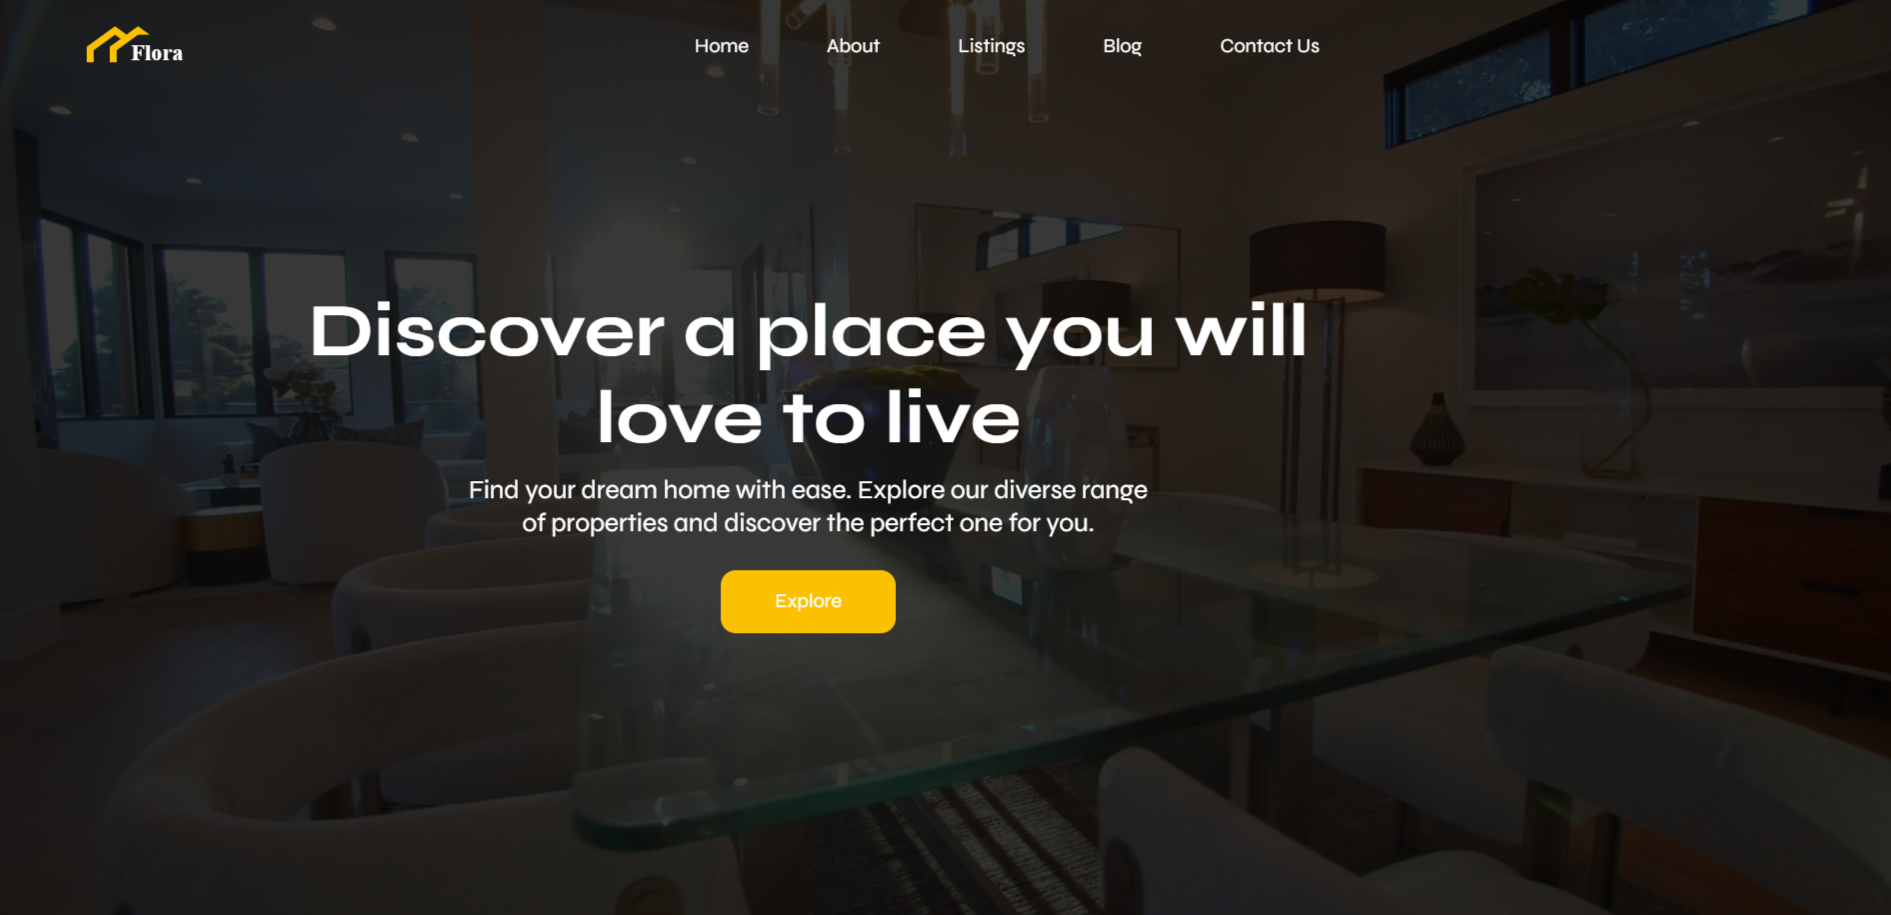 Flora
Home About Listings Blog Contact Us
Discover a place you will
love to live
Find your dream home with ease. Explore our diverse range
of properties and discover the perfect one for you.
Explore